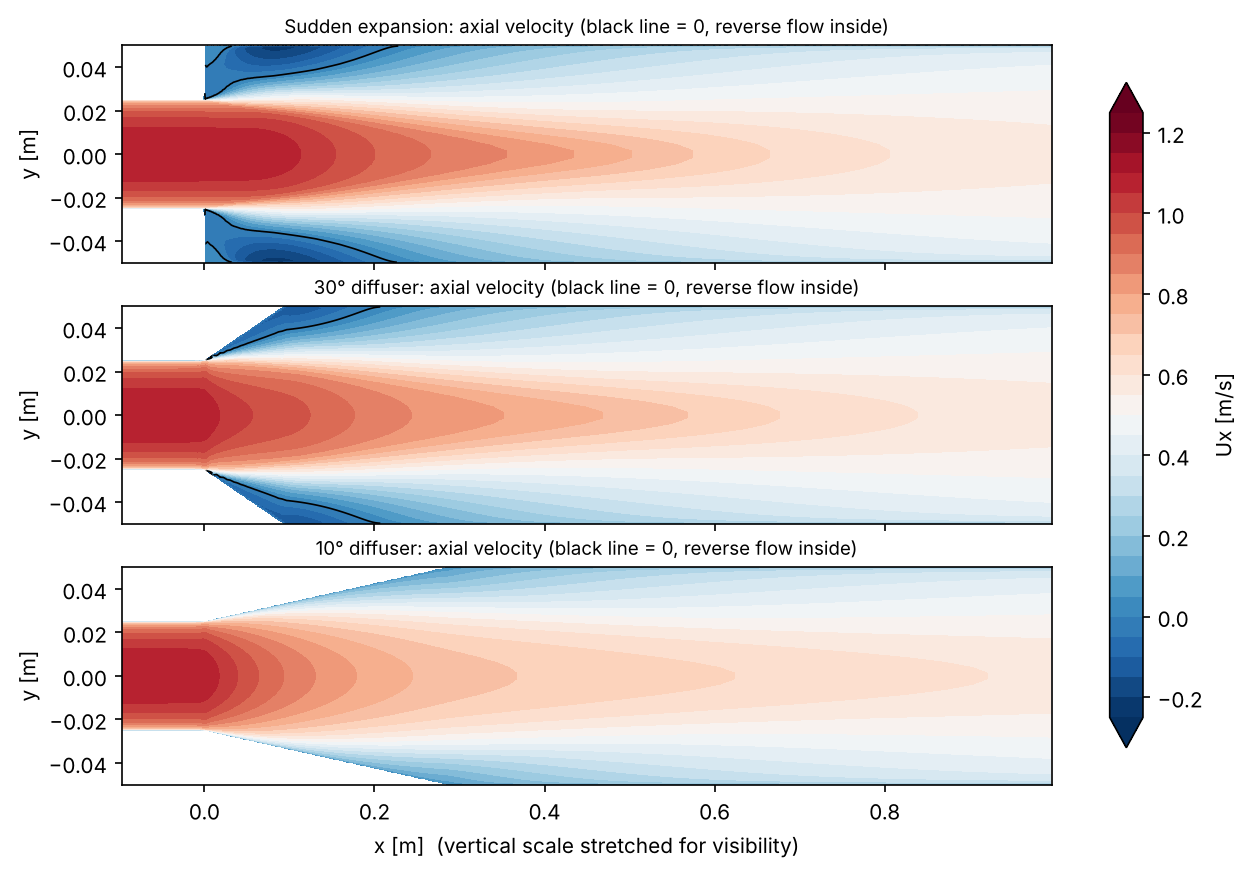 Sudden expansion: axial velocity (black line = 0, reverse flow inside)
0.04
0.02
0.00
−0.02
−0.04
y [m]
30° diffuser: axial velocity (black line = 0, reverse flow inside)
0.04
0.02
0.00
−0.02
−0.04
y [m]
10° diffuser: axial velocity (black line = 0, reverse flow inside)
0.04
0.02
0.00
−0.02
−0.04
y [m]
0.0 0.2 0.4 0.6 0.8
x [m]  (vertical scale stretched for visibility)
1.2
1.0
0.8
0.6
0.4
0.2
0.0
−0.2
Ux [m/s]